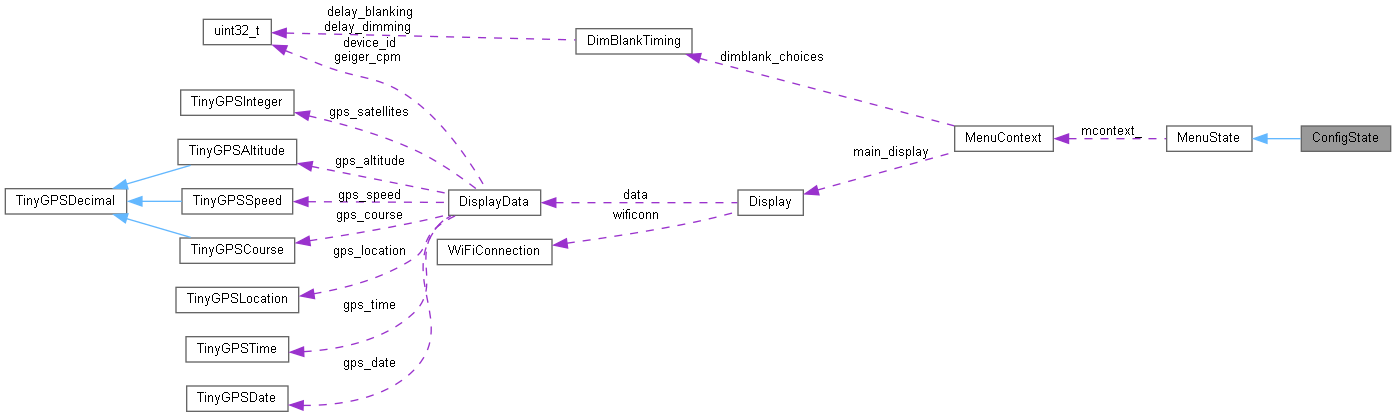 delay_blanking
delay_dimming
uint32_t
device_id
geiger_cpm
DimBlankTiming
dimblank_choices
TinyGPSInteger
gps_satellites
TinyGPSAltitude
gps_altitude
MenuContext
mcontext_
MenuState
ConfigState
main_display
TinyGPSDecimal
TinyGPSSpeed
gps_speed
DisplayData
data
Display
gps_course
wificonn
TinyGPSCourse
gps_location
WiFiConnection
TinyGPSLocation
gps_time
TinyGPSTime
gps_date
TinyGPSDate